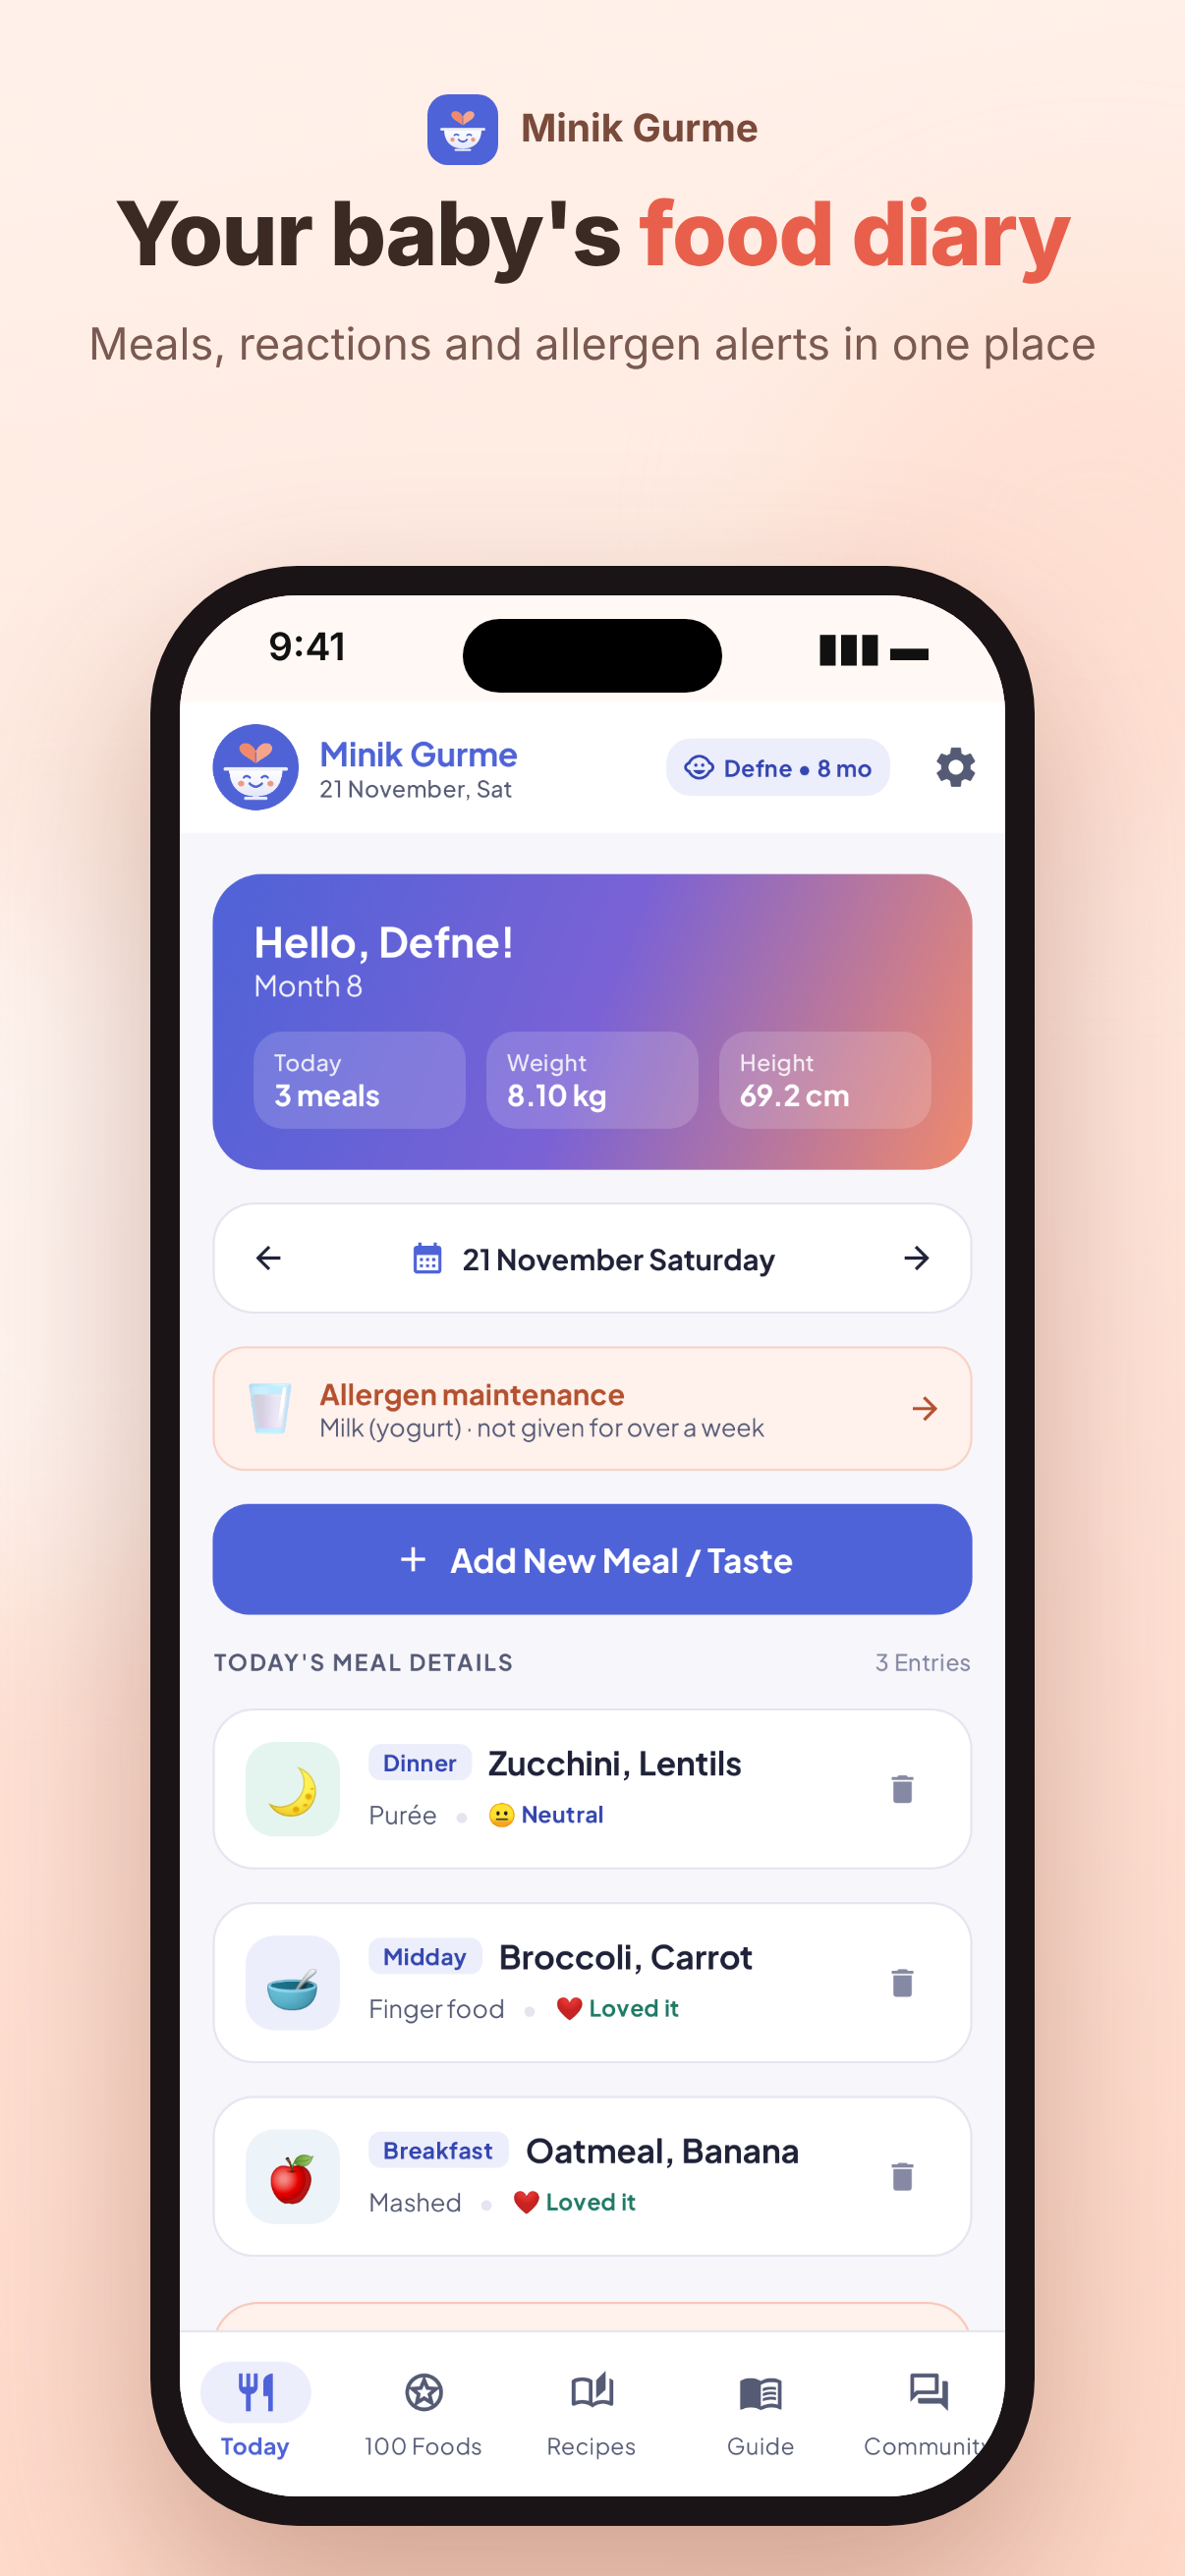 Minik Gurme
Your baby's food diary
Meals, reactions and allergen alerts in one place
9:41
Minik Gurme
21 November, Sat
Defne • 8 mo
Hello, Defne!
Month 8
Today
3 meals
Weight
8.10 kg
Height
69.2 cm
21 November Saturday
Allergen maintenance
Milk (yogurt) · not given for over a week
+ Add New Meal / Taste
TODAY'S MEAL DETAILS
3 Entries
Dinner Zucchini, Lentils
Purée • Neutral
Midday Broccoli, Carrot
Finger food • Loved it
Breakfast Oatmeal, Banana
Mashed • Loved it
Today
100 Foods
Recipes
Guide
Community